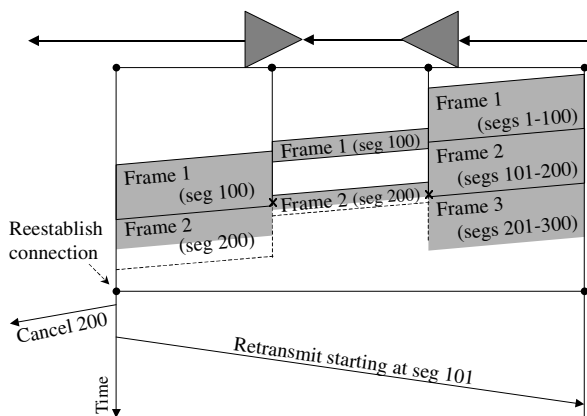 Frame 1
(segs 1-100)
Frame 2
(segs 101-200)
Frame 3
(segs 201-300)
Frame 1 (seg 100)
Frame 2 (seg 200)
Frame 1
(seg 100)
Frame 2
(seg 200)
Reestablish
connection
Cancel 200
Retransmit starting at seg 101
Time